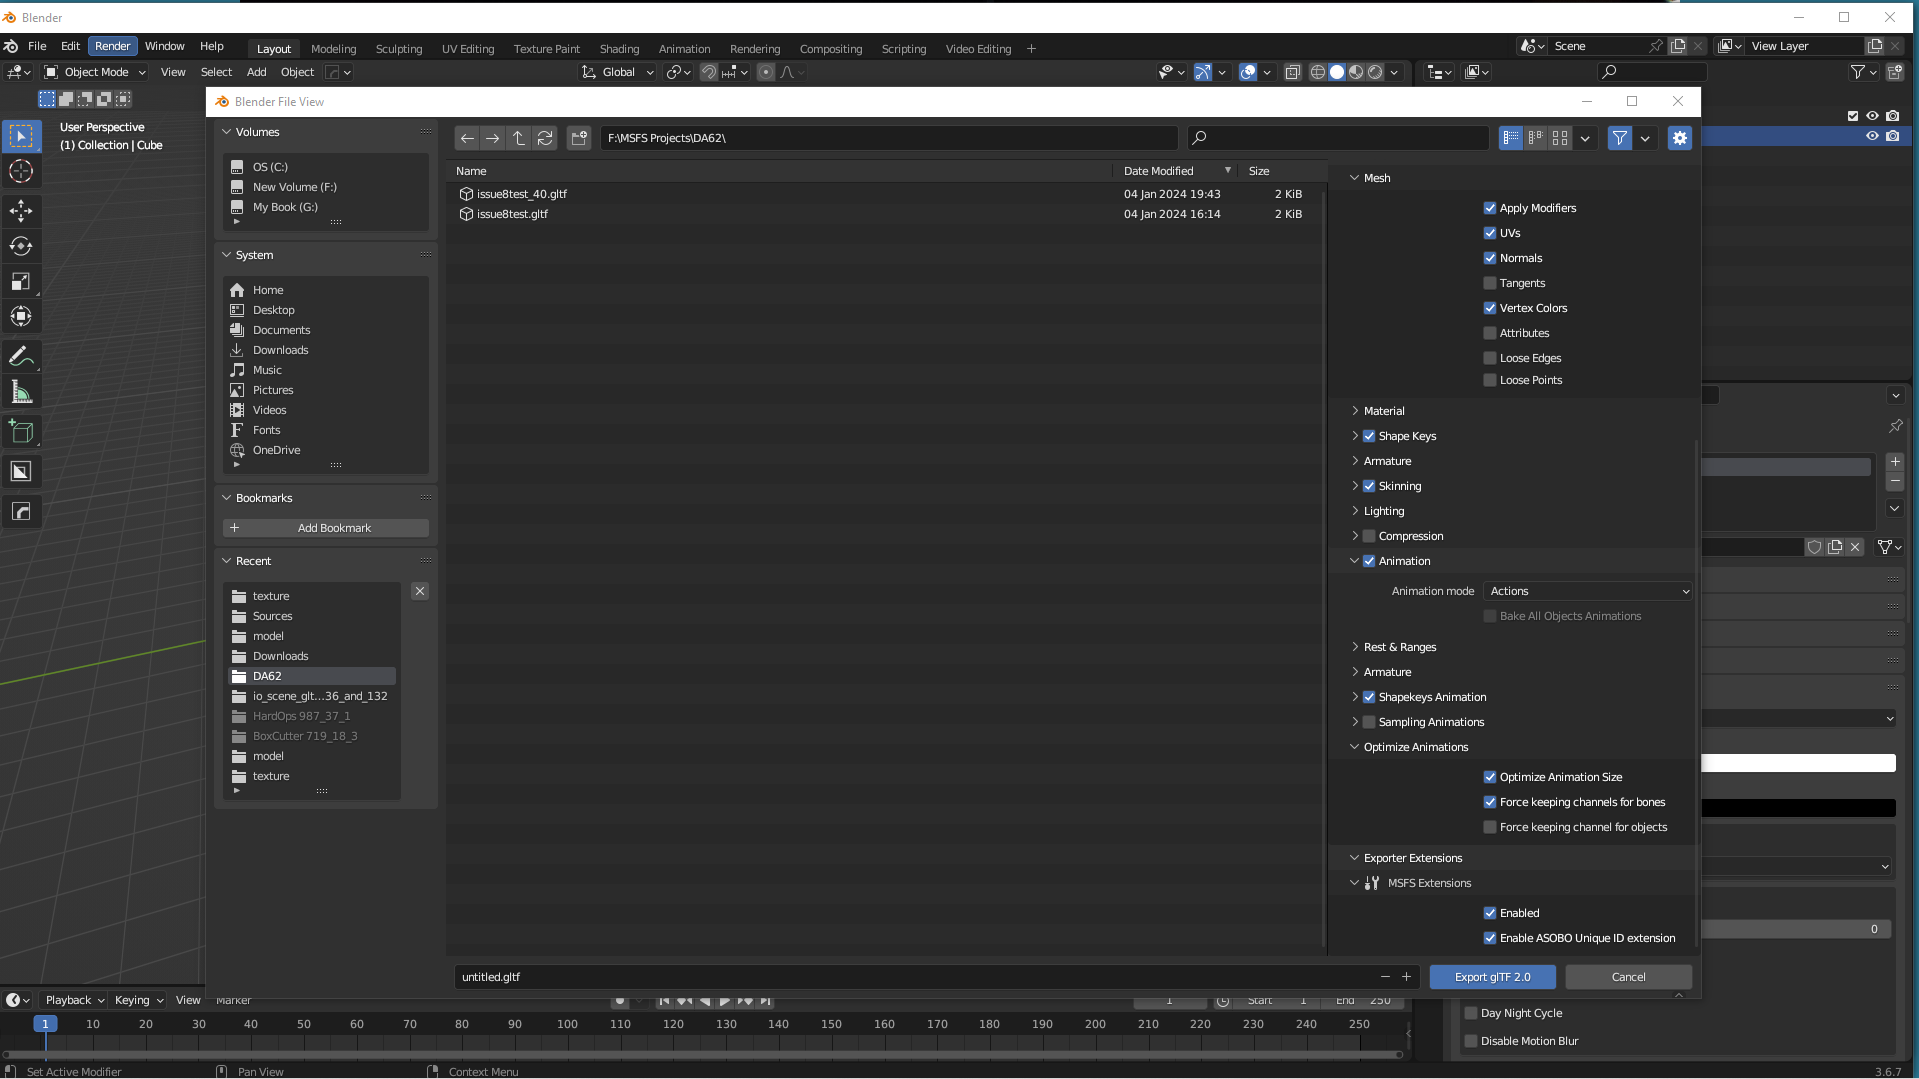 Blender
File Edit Render Window Help Layout Modeling Sculpting UV Editing Texture Paint Shading Animation Rendering Compositing Scripting Video Editing + Scene View Layer
Object Mode View Select Add Object Global
User Perspective
(1) Collection | Cube
Blender File View
Volumes
OS (C:)
New Volume (F:)
My Book (G:)
System
Home
Desktop
Documents
Downloads
Music
Pictures
Videos
Fonts
OneDrive
Bookmarks
Add Bookmark
Recent
texture
Sources
model
Downloads
DA62
io_scene_glt...36_and_132
HardOps 987_37_1
BoxCutter 719_18_3
model
texture
F:\MSFS Projects\DA62\
Name Date Modified Size
issue8test_40.gltf 04 Jan 2024 19:43 2 KiB
issue8test.gltf 04 Jan 2024 16:14 2 KiB
Mesh
Apply Modifiers
UVs
Normals
Tangents
Vertex Colors
Attributes
Loose Edges
Loose Points
Material
Shape Keys
Armature
Skinning
Lighting
Compression
Animation
Animation mode Actions
Bake All Objects Animations
Rest & Ranges
Armature
Shapekeys Animation
Sampling Animations
Optimize Animations
Optimize Animation Size
Force keeping channels for bones
Force keeping channel for objects
Exporter Extensions
MSFS Extensions
Enabled
Enable ASOBO Unique ID extension
0
untitled.gltf Export glTF 2.0 Cancel
Playback Keying View Marker 1 Start 1 End 250
1 10 20 30 40 50 60 70 80 90 100 110 120 130 140 150 160 170 180 190 200 210 220 230 240 250
Day Night Cycle
Disable Motion Blur
Set Active Modifier Pan View Context Menu 3.6.7